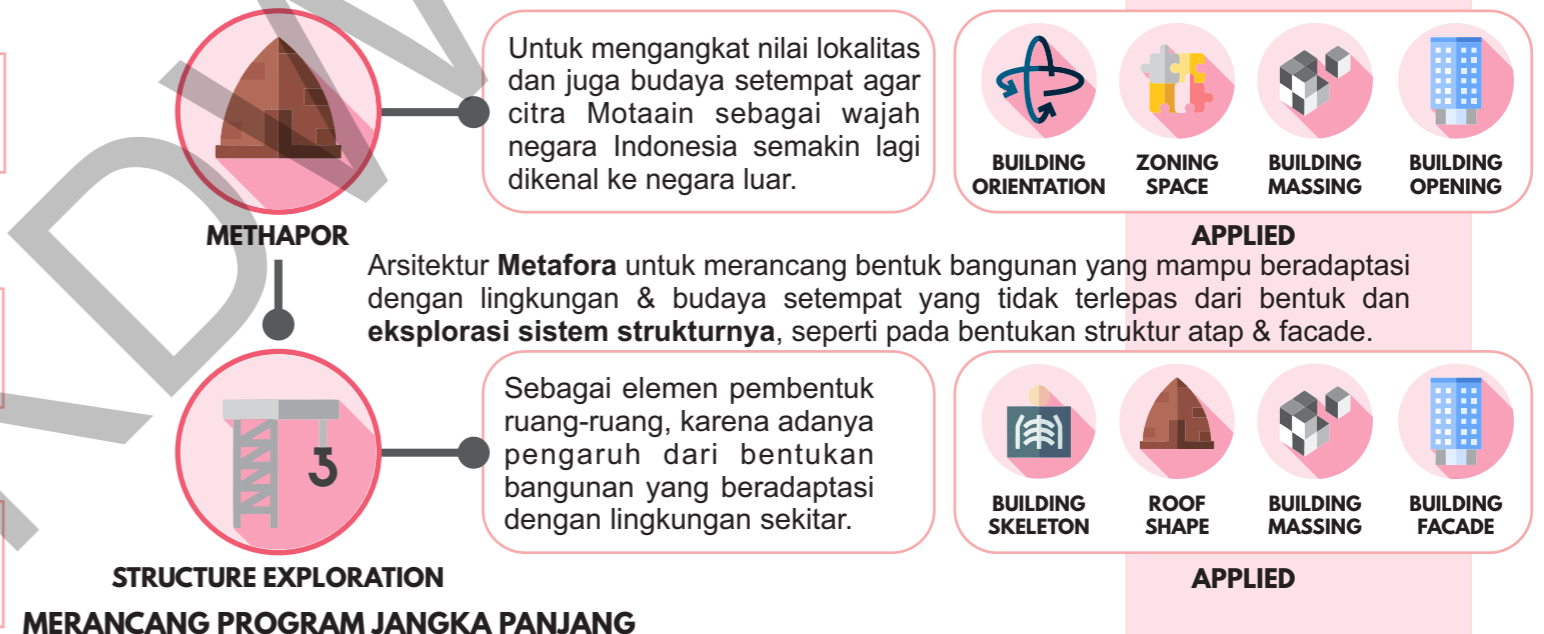 Untuk mengangkat nilai lokalitas
dan juga budaya setempat agar
citra Motaain sebagai wajah
negara Indonesia semakin lagi
dikenal ke negara luar.
BUILDING
ORIENTATION
ZONING
SPACE
BUILDING
MASSING
BUILDING
OPENING
METHAPOR
APPLIED
Arsitektur Metafora untuk merancang bentuk bangunan yang mampu beradaptasi
dengan lingkungan & budaya setempat yang tidak terlepas dari bentuk dan
eksplorasi sistem strukturnya, seperti pada bentukan struktur atap & facade.
Sebagai elemen pembentuk
ruang-ruang, karena adanya
pengaruh dari bentukan
bangunan yang beradaptasi
dengan lingkungan sekitar.
BUILDING
SKELETON
ROOF
SHAPE
BUILDING
MASSING
BUILDING
FACADE
STRUCTURE EXPLORATION
APPLIED
MERANCANG PROGRAM JANGKA PANJANG